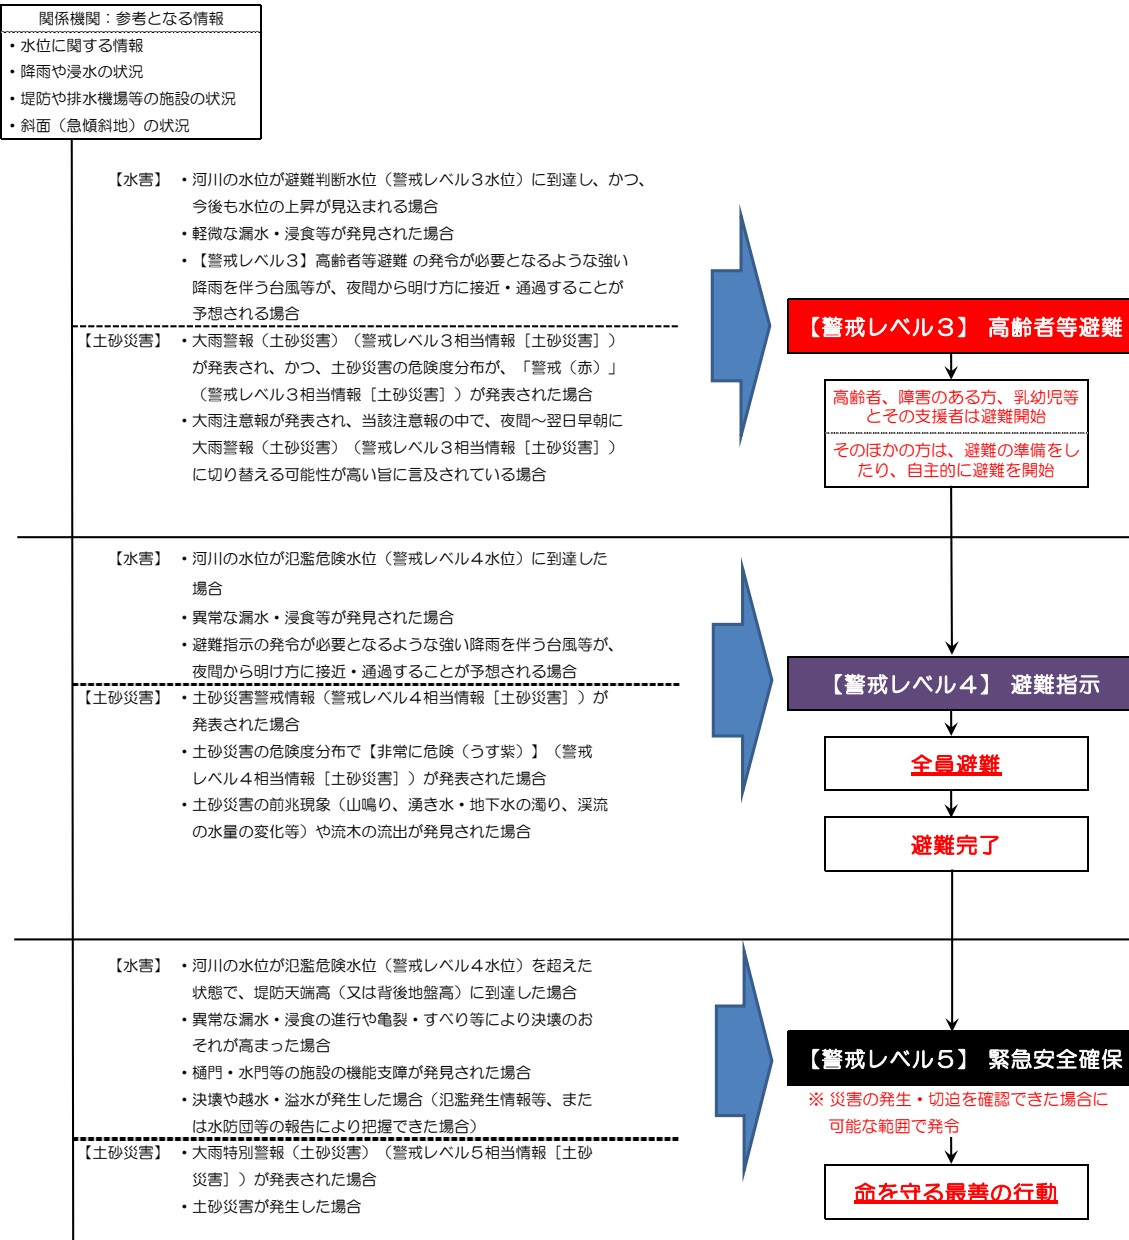 関係機関：参考となる情報
・水位に関する情報
・降雨や浸水の状況
・堤防や排水機場等の施設の状況
・斜面（急傾斜地）の状況
【水害】 ・河川の水位が避難判断水位（警戒レベル３水位）に到達し、かつ、
今後も水位の上昇が見込まれる場合
・軽微な漏水・浸食等が発見された場合
・【警戒レベル３】高齢者等避難 の発令が必要となるような強い
降雨を伴う台風等が、夜間から明け方に接近・通過することが
予想される場合
【土砂災害】 ・大雨警報（土砂災害）（警戒レベル３相当情報［土砂災害］）
が発表され、かつ、土砂災害の危険度分布が、「警戒（赤）」
（警戒レベル３相当情報［土砂災害］）が発表された場合
・大雨注意報が発表され、当該注意報の中で、夜間～翌日早朝に
大雨警報（土砂災害）（警戒レベル３相当情報［土砂災害］）
に切り替える可能性が高い旨に言及されている場合
【警戒レベル３】 高齢者等避難
高齢者、障害のある方、乳幼児等
とその支援者は避難開始
そのほかの方は、避難の準備をし
たり、自主的に避難を開始
【水害】 ・河川の水位が氾濫危険水位（警戒レベル４水位）に到達した
場合
・異常な漏水・浸食等が発見された場合
・避難指示の発令が必要となるような強い降雨を伴う台風等が、
夜間から明け方に接近・通過することが予想される場合
【土砂災害】 ・土砂災害警戒情報（警戒レベル４相当情報［土砂災害］）が
発表された場合
・土砂災害の危険度分布で【非常に危険（うす紫）】（警戒
レベル４相当情報［土砂災害］）が発表された場合
・土砂災害の前兆現象（山鳴り、湧き水・地下水の濁り、渓流
の水量の変化等）や流木の流出が発見された場合
【警戒レベル４】 避難指示
全員避難
避難完了
【水害】 ・河川の水位が氾濫危険水位（警戒レベル４水位）を超えた
状態で、堤防天端高（又は背後地盤高）に到達した場合
・異常な漏水・浸食の進行や亀裂・すべり等により決壊のお
それが高まった場合
・樋門・水門等の施設の機能支障が発見された場合
・決壊や越水・溢水が発生した場合（氾濫発生情報等、また
は水防団等の報告により把握できた場合）
【土砂災害】 ・大雨特別警報（土砂災害）（警戒レベル５相当情報［土砂
災害］）が発表された場合
・土砂災害が発生した場合
【警戒レベル５】 緊急安全確保
※ 災害の発生・切迫を確認できた場合に
可能な範囲で発令
命を守る最善の行動